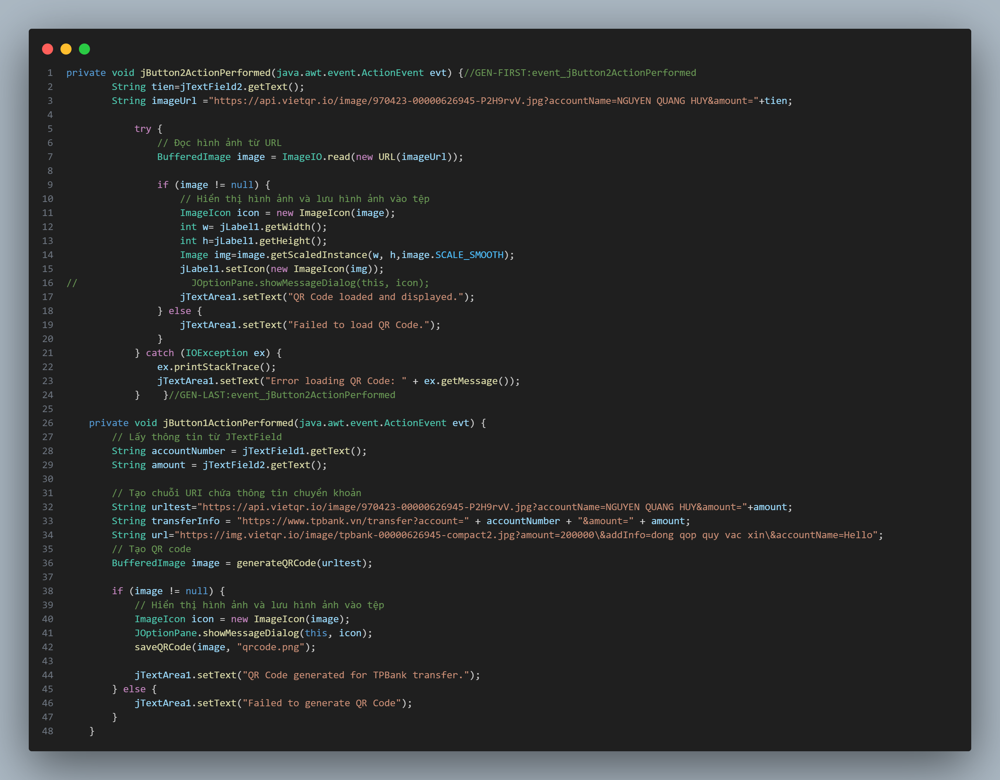 1 private void jButton2ActionPerformed(java.awt.event.ActionEvent evt) {//GEN-FIRST:event_jButton2ActionPerformed
2         String tien=jTextField2.getText();
3         String imageUrl ="https://api.vietqr.io/image/970423-00000626945-P2H9rvV.jpg?accountName=NGUYEN QUANG HUY&amount="+tien;
4
5             try {
6                 // Đọc hình ảnh từ URL
7                 BufferedImage image = ImageIO.read(new URL(imageUrl));
8
9                 if (image != null) {
10                     // Hiển thị hình ảnh và lưu hình ảnh vào tệp
11                     ImageIcon icon = new ImageIcon(image);
12                     int w= jLabel1.getWidth();
13                     int h=jLabel1.getHeight();
14                     Image img=image.getScaledInstance(w, h,image.SCALE_SMOOTH);
15                     jLabel1.setIcon(new ImageIcon(img));
16 //                    JOptionPane.showMessageDialog(this, icon);
17                     jTextArea1.setText("QR Code loaded and displayed.");
18                 } else {
19                     jTextArea1.setText("Failed to load QR Code.");
20                 }
21             } catch (IOException ex) {
22                 ex.printStackTrace();
23                 jTextArea1.setText("Error loading QR Code: " + ex.getMessage());
24             }    }//GEN-LAST:event_jButton2ActionPerformed
25
26     private void jButton1ActionPerformed(java.awt.event.ActionEvent evt) {
27         // Lấy thông tin từ JTextField
28         String accountNumber = jTextField1.getText();
29         String amount = jTextField2.getText();
30
31         // Tạo chuỗi URI chứa thông tin chuyển khoản
32         String urltest="https://api.vietqr.io/image/970423-00000626945-P2H9rvV.jpg?accountName=NGUYEN QUANG HUY&amount="+amount;
33         String transferInfo = "https://www.tpbank.vn/transfer?account=" + accountNumber + "&amount=" + amount;
34         String url="https://img.vietqr.io/image/tpbank-00000626945-compact2.jpg?amount=200000\&addInfo=dong qop quy vac xin\&accountName=Hello";
35         // Tạo QR code
36         BufferedImage image = generateQRCode(urltest);
37
38         if (image != null) {
39             // Hiển thị hình ảnh và lưu hình ảnh vào tệp
40             ImageIcon icon = new ImageIcon(image);
41             JOptionPane.showMessageDialog(this, icon);
42             saveQRCode(image, "qrcode.png");
43
44             jTextArea1.setText("QR Code generated for TPBank transfer.");
45         } else {
46             jTextArea1.setText("Failed to generate QR Code");
47         }
48     }